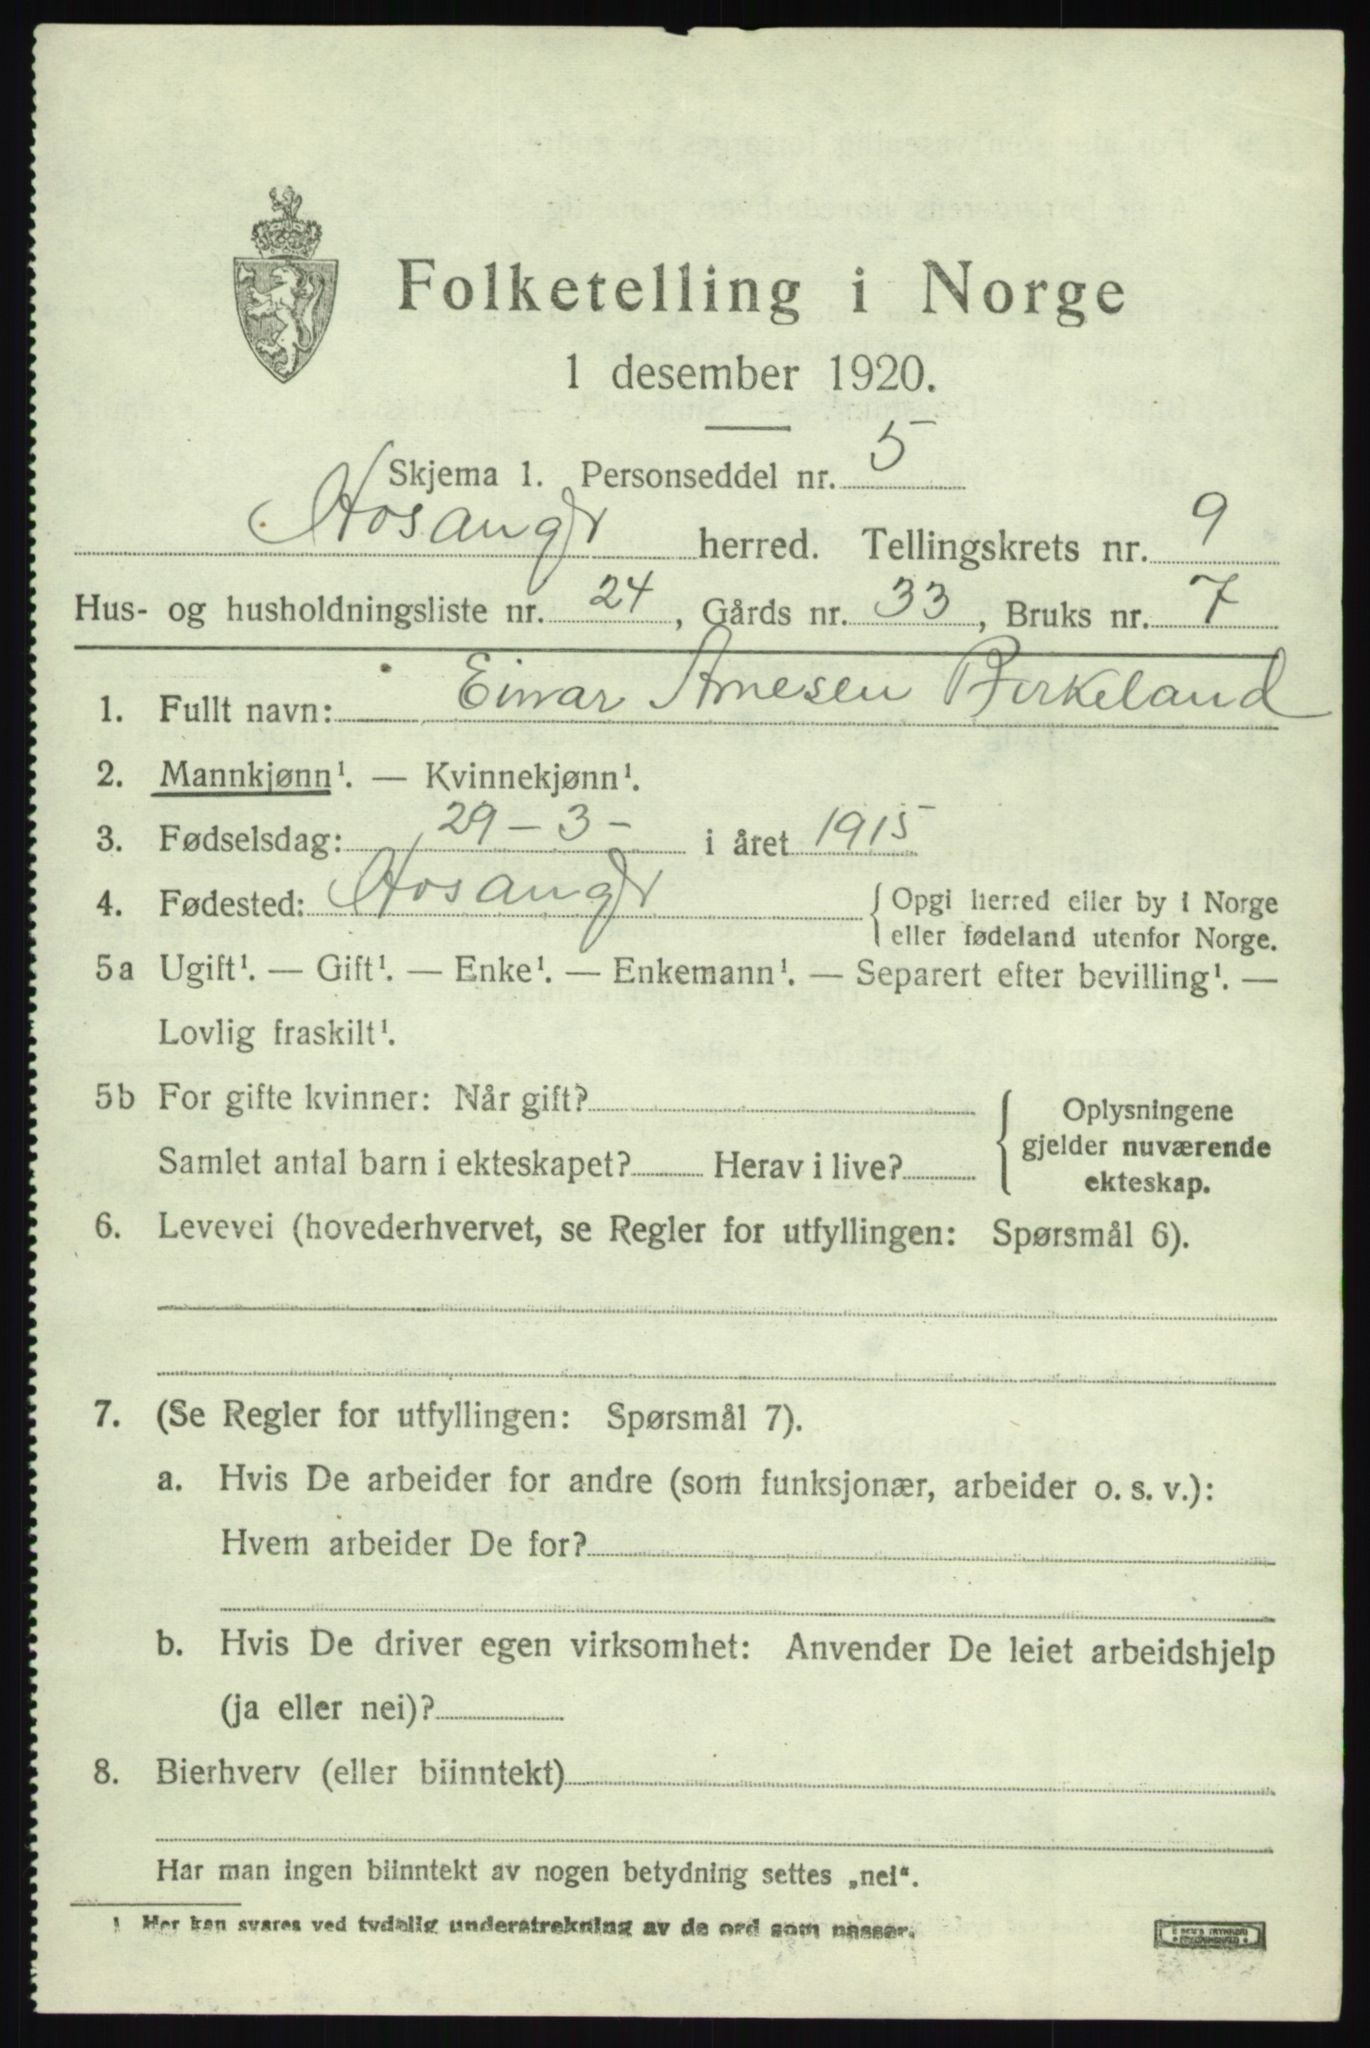 Folketelling i Norge
1 desember 1920.
Skjema 1. Personseddel nr. 5
Hosangr herred. Tellingskrets nr. 9
Hus- og husholdningsliste nr. 24, Gårds nr. 33, Bruks nr. 7
1. Fullt navn: Einar Arnesen Birkeland
2. Mannkjønn¹. — Kvinnekjønn¹.
3. Fødselsdag: 29 – 3 – i året 1915
4. Fødested: Hosangr { Opgi herred eller by i Norge
eller fødeland utenfor Norge.
5a Ugift¹. — Gift¹. — Enke¹. — Enkemann¹. — Separert efter bevilling¹. —
Lovlig fraskilt¹.
5b For gifte kvinner: Når gift?
Samlet antal barn i ekteskapet? Herav i live?
{ Oplysningene
gjelder nuværende
ekteskap.
6. Levevei (hovederhvervet, se Regler for utfyllingen: Spørsmål 6).
7. (Se Regler for utfyllingen: Spørsmål 7).
a. Hvis De arbeider for andre (som funksjonær, arbeider o. s. v.):
Hvem arbeider De for?
b. Hvis De driver egen virksomhet: Anvender De leiet arbeidshjelp
(ja eller nei)?
8. Bierhverv (eller biinntekt)
Har man ingen biinntekt av nogen betydning settes „nei“.
¹ Her kan svares ved tydelig understrekning av de ord som passer.